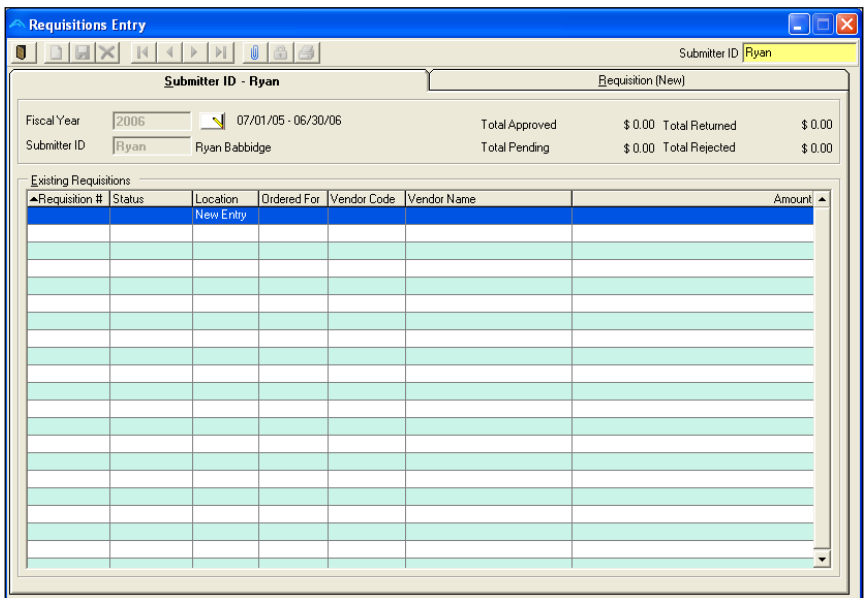 Requisitions Entry
Submitter ID Ryan
Submitter ID - Ryan
Requisition (New)
Fiscal Year 2006 07/01/05 - 06/30/06 Total Approved $ 0.00 Total Returned $ 0.00
Submitter ID Ryan Ryan Babbidge Total Pending $ 0.00 Total Rejected $ 0.00
Existing Requisitions
Requisition # Status Location Ordered For Vendor Code Vendor Name Amount
New Entry